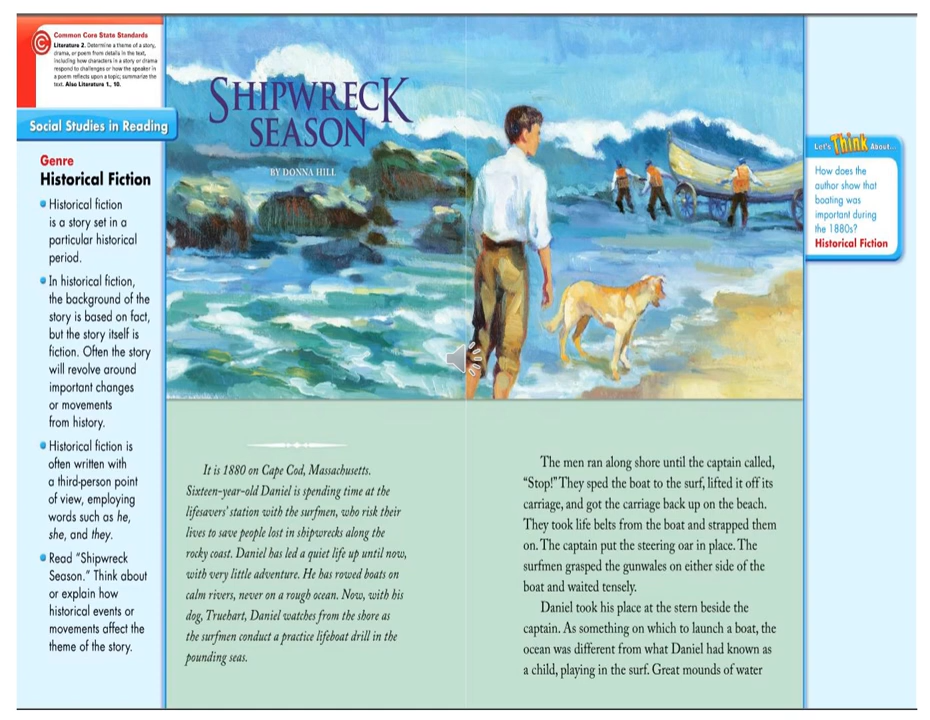 Common Core State Standards
Literature 2. Determine a theme of a story,
drama, or poem from details in the text,
including how characters in a story or drama
respond to challenges or how the speaker in
a poem reflects upon a topic; summarize the
text. Also Literature 1., 10.
Social Studies in Reading
Genre
Historical Fiction
Historical fiction
is a story set in a
particular historical
period.
In historical fiction,
the background of the
story is based on fact,
but the story itself is
fiction. Often the story
will revolve around
important changes
or movements
from history.
Historical fiction is
often written with
a third-person point
of view, employing
words such as he,
she, and they.
Read “Shipwreck
Season.” Think about
or explain how
historical events or
movements affect the
theme of the story.
SHIPWRECK
SEASON
BY DONNA HILL
It is 1880 on Cape Cod, Massachusetts.
Sixteen-year-old Daniel is spending time at the
lifesavers’ station with the surfmen, who risk their
lives to save people lost in shipwrecks along the
rocky coast. Daniel has led a quiet life up until now,
with very little adventure. He has rowed boats on
calm rivers, never on a rough ocean. Now, with his
dog, Truehart, Daniel watches from the shore as
the surfmen conduct a practice lifeboat drill in the
pounding seas.
The men ran along shore until the captain called,
“Stop!” They sped the boat to the surf, lifted it off its
carriage, and got the carriage back up on the beach.
They took life belts from the boat and strapped them
on. The captain put the steering oar in place. The
surfmen grasped the gunwales on either side of the
boat and waited tensely.
Daniel took his place at the stern beside the
captain. As something on which to launch a boat, the
ocean was different from what Daniel had known as
a child, playing in the surf. Great mounds of water
Let’s Think About...
How does the
author show that
boating was
important during
the 1880s?
Historical Fiction